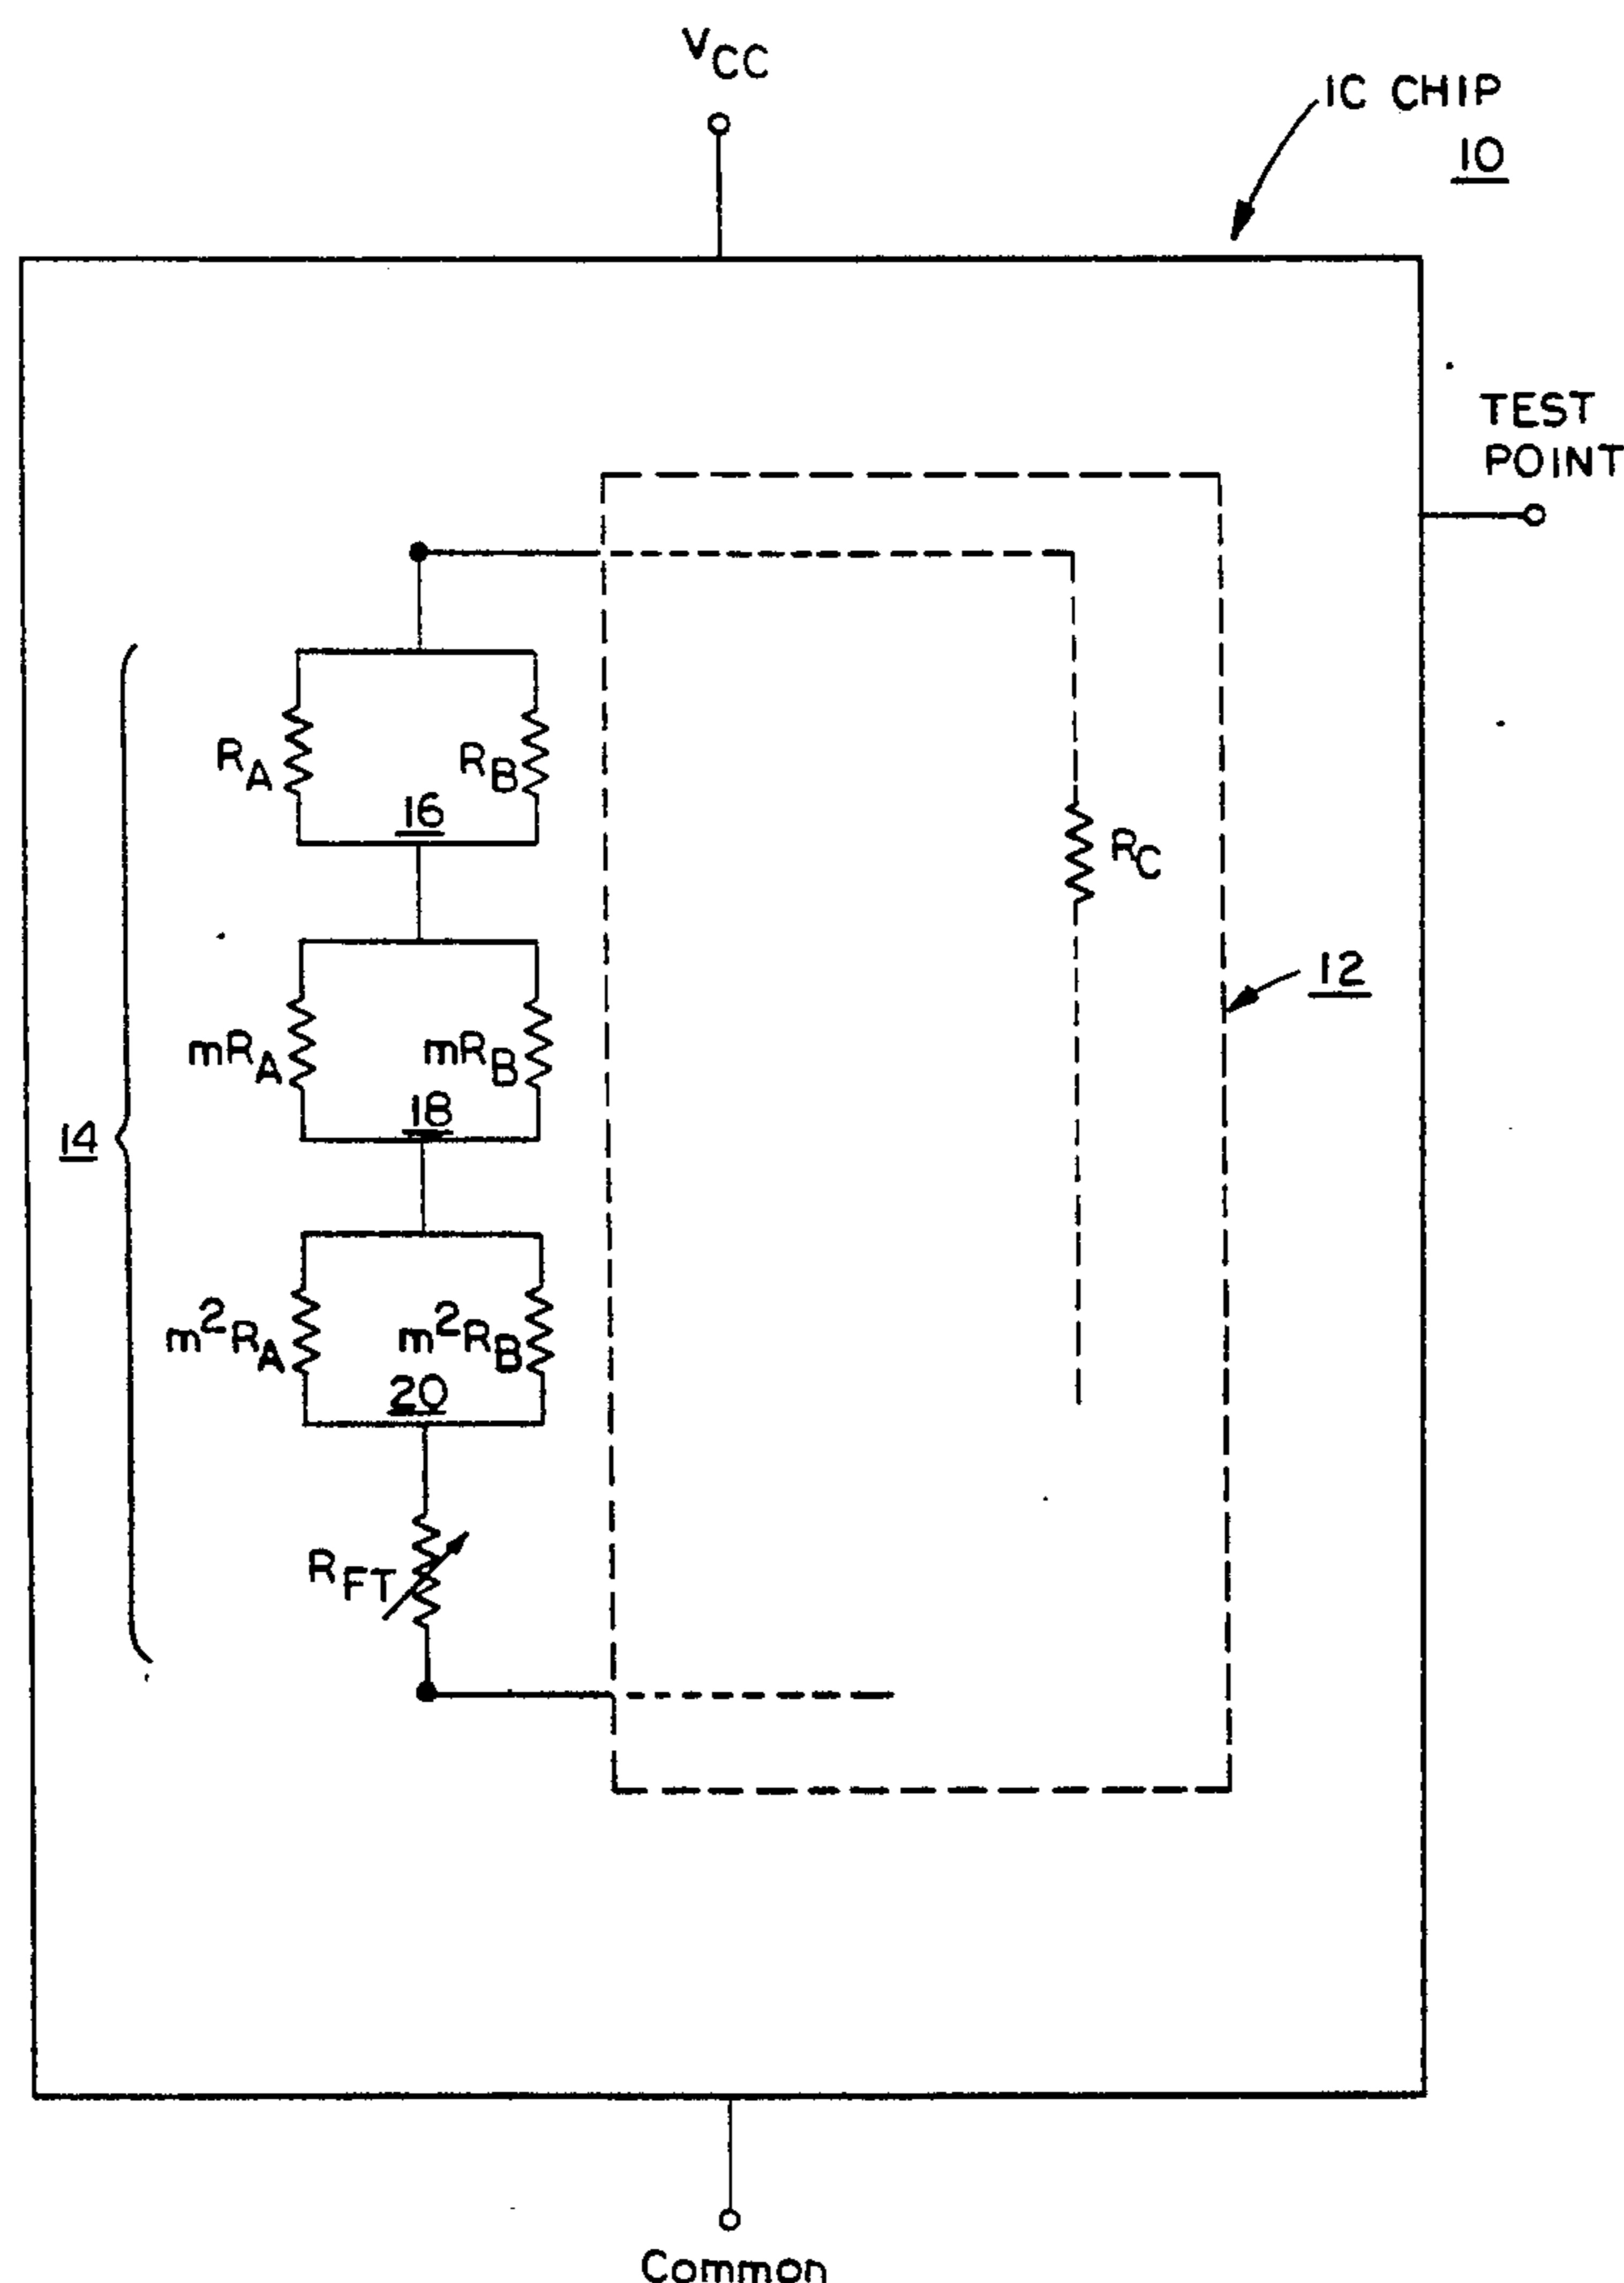 VCC
IC CHIP
10
TEST
POINT
RA
RB
16
RC
12
mRA
mRB
18
14
m²RA
m²RB
20
RFT
Common